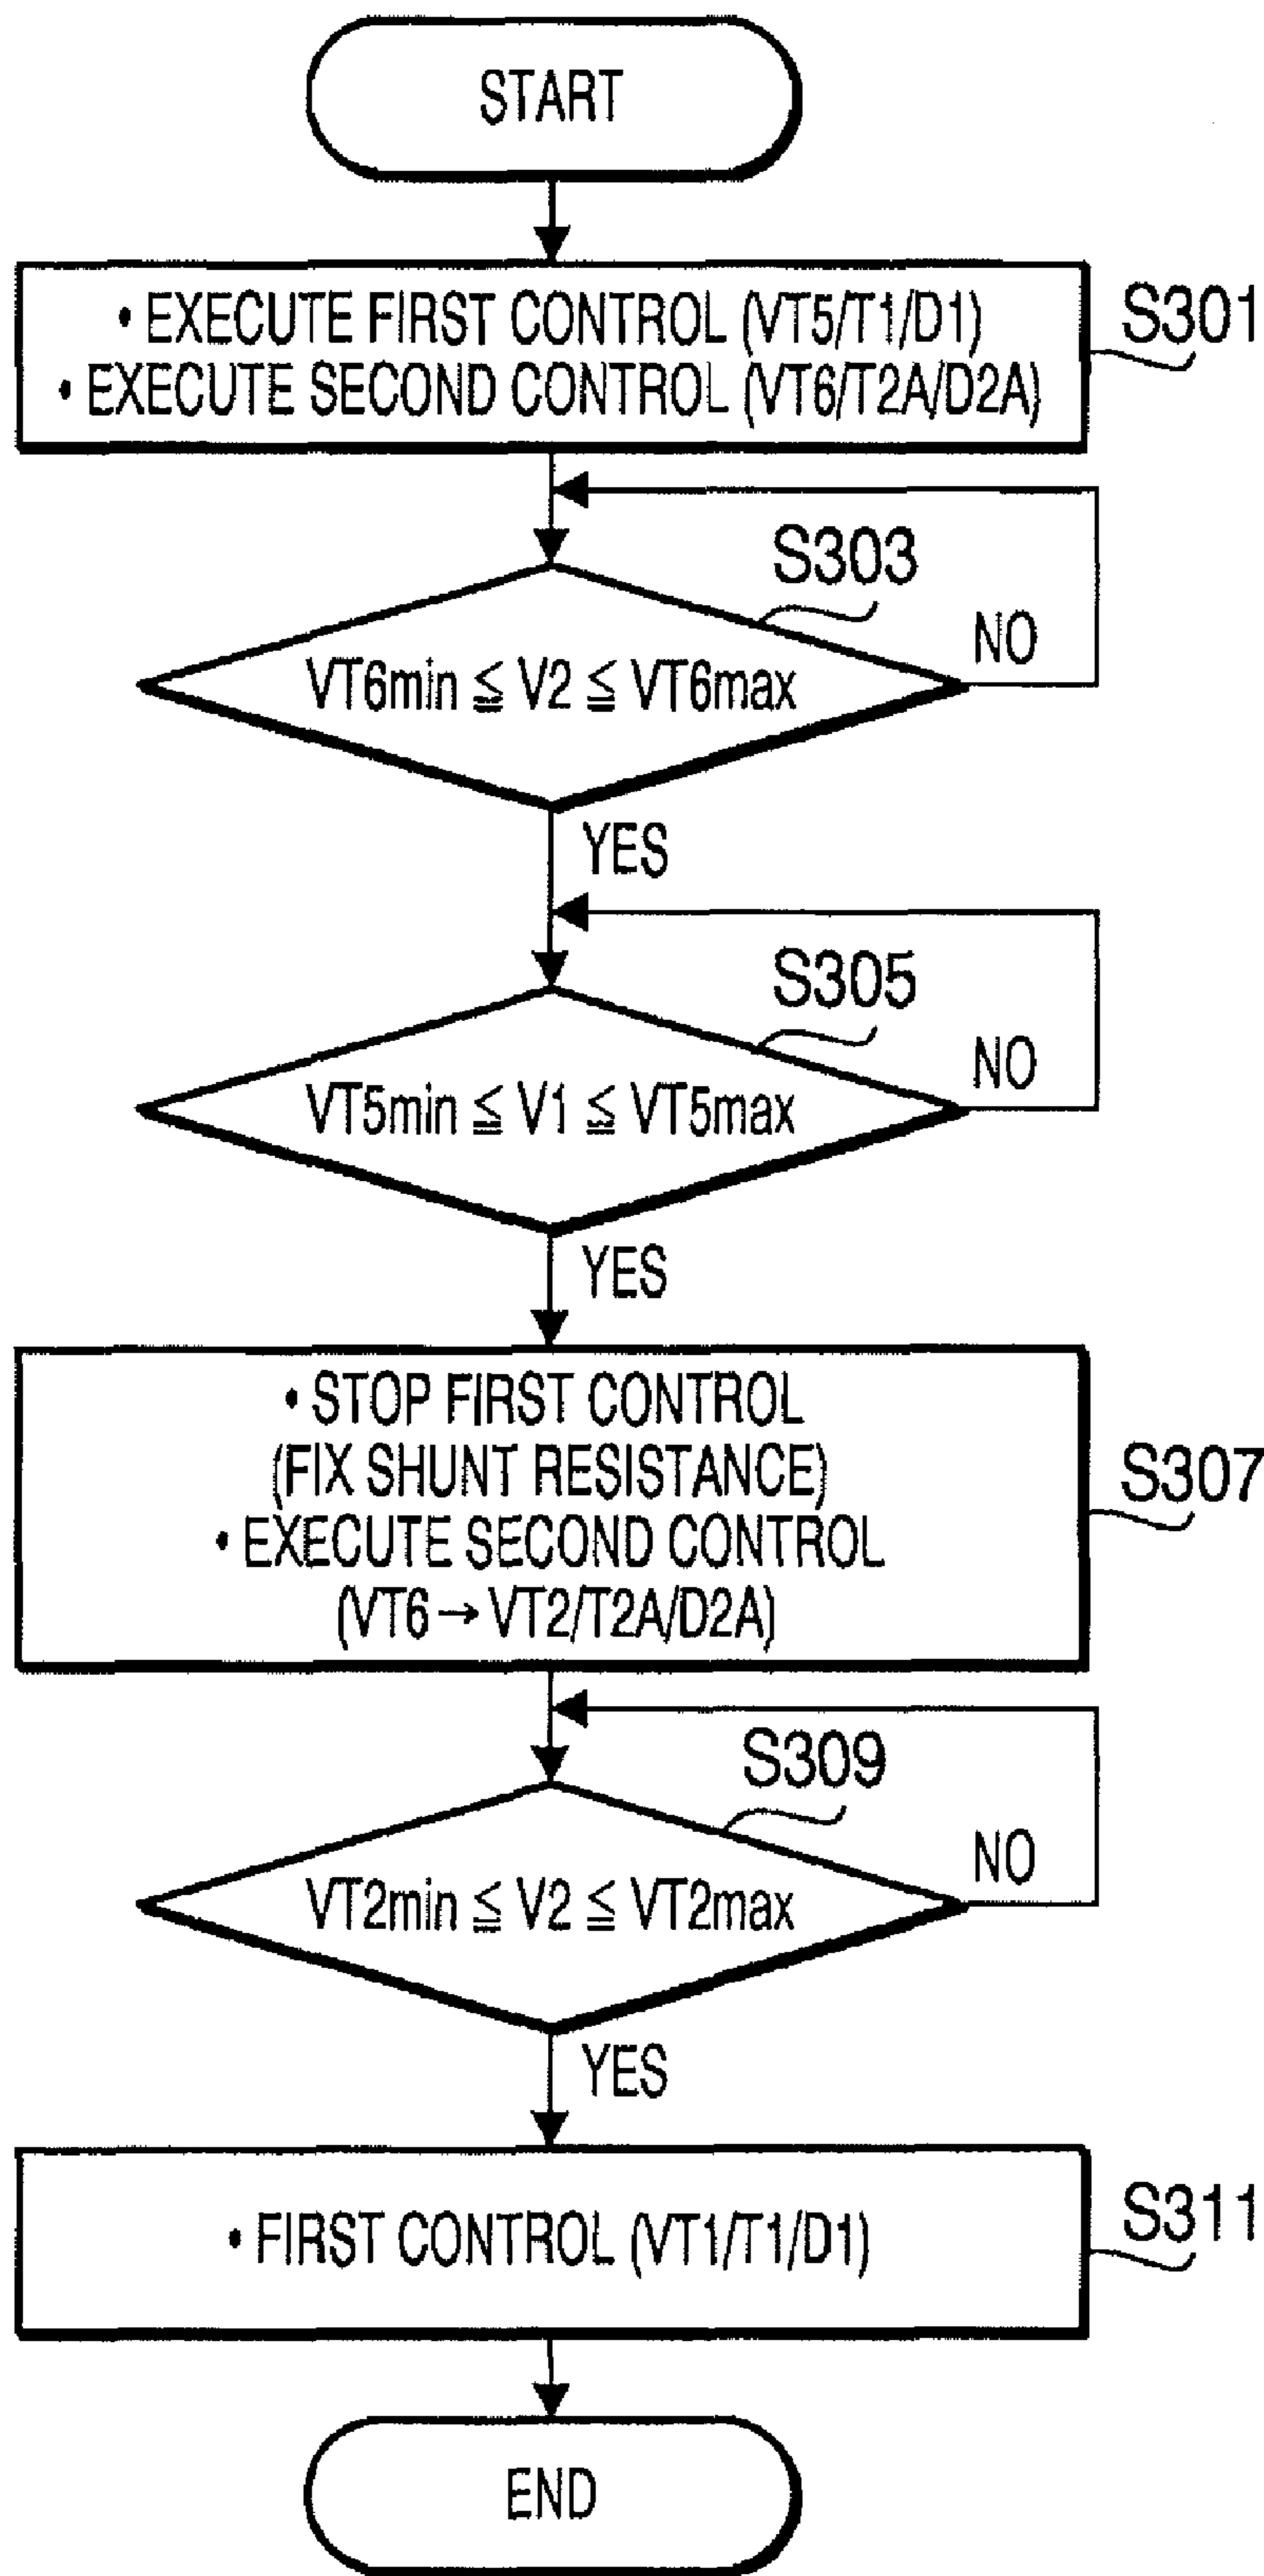 START
• EXECUTE FIRST CONTROL (VT5/T1/D1)
• EXECUTE SECOND CONTROL (VT6/T2A/D2A)
S301
S303
VT6min ≦ V2 ≦ VT6max
NO
YES
S305
VT5min ≦ V1 ≦ VT5max
NO
YES
• STOP FIRST CONTROL
(FIX SHUNT RESISTANCE)
• EXECUTE SECOND CONTROL
(VT6 → VT2/T2A/D2A)
S307
S309
VT2min ≦ V2 ≦ VT2max
NO
YES
• FIRST CONTROL (VT1/T1/D1)
S311
END